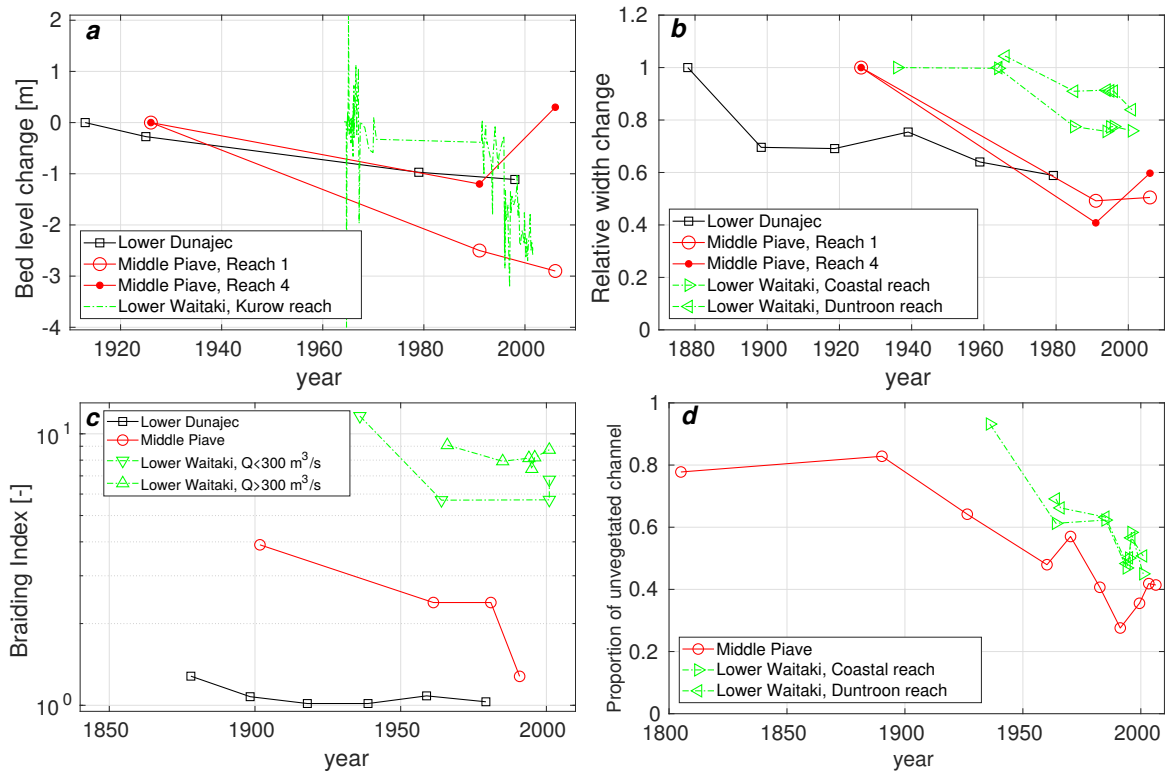 a
2
1
0
-1
-2
-3
-4
Bed level change [m]
Lower Dunajec
Middle Piave, Reach 1
Middle Piave, Reach 4
Lower Waitaki, Kurow reach
1920 1940 1960 1980 2000
year
b
1.2
1
0.8
0.6
0.4
0.2
0
Relative width change
Lower Dunajec
Middle Piave, Reach 1
Middle Piave, Reach 4
Lower Waitaki, Coastal reach
Lower Waitaki, Duntroon reach
1880 1900 1920 1940 1960 1980 2000
year
c
10¹
10⁰
Braiding Index [-]
Lower Dunajec
Middle Piave
Lower Waitaki, Q<300 m³/s
Lower Waitaki, Q>300 m³/s
1850 1900 1950 2000
year
d
1
0.8
0.6
0.4
0.2
0
Proportion of unvegetated channel
Middle Piave
Lower Waitaki, Coastal reach
Lower Waitaki, Duntroon reach
1800 1850 1900 1950 2000
year